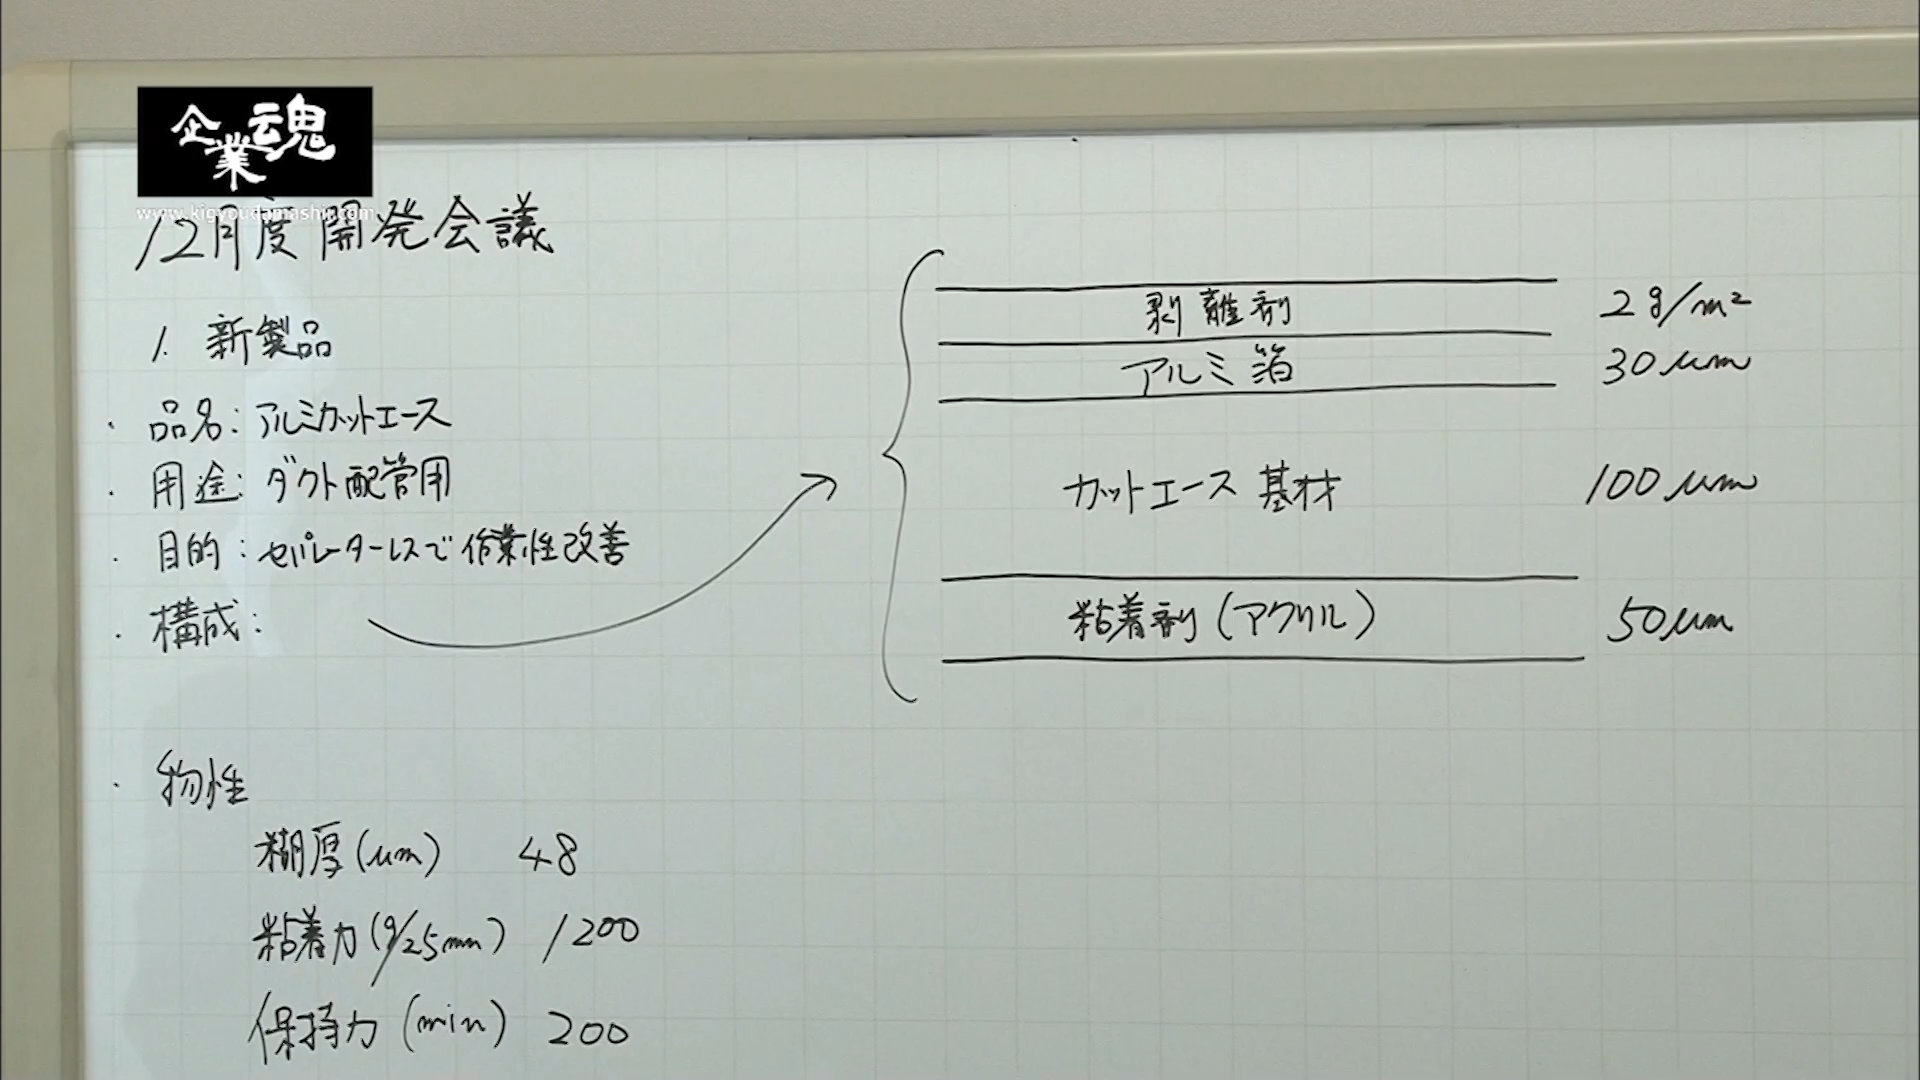 企業魂
www.kigyoudamashii.com
12月度開発会議
1. 新製品
・品名：アルミカットエース
・用途：ダクト配管用
・目的：セパレーターレスで作業性改善
・構成：
剥離剤 2g/m²
アルミ箔 30μm
カットエース基材 100μm
粘着剤(アクリル) 50μm
・物性
糊厚(μm) 48
粘着力(g/25mm) 1200
保持力(min) 200